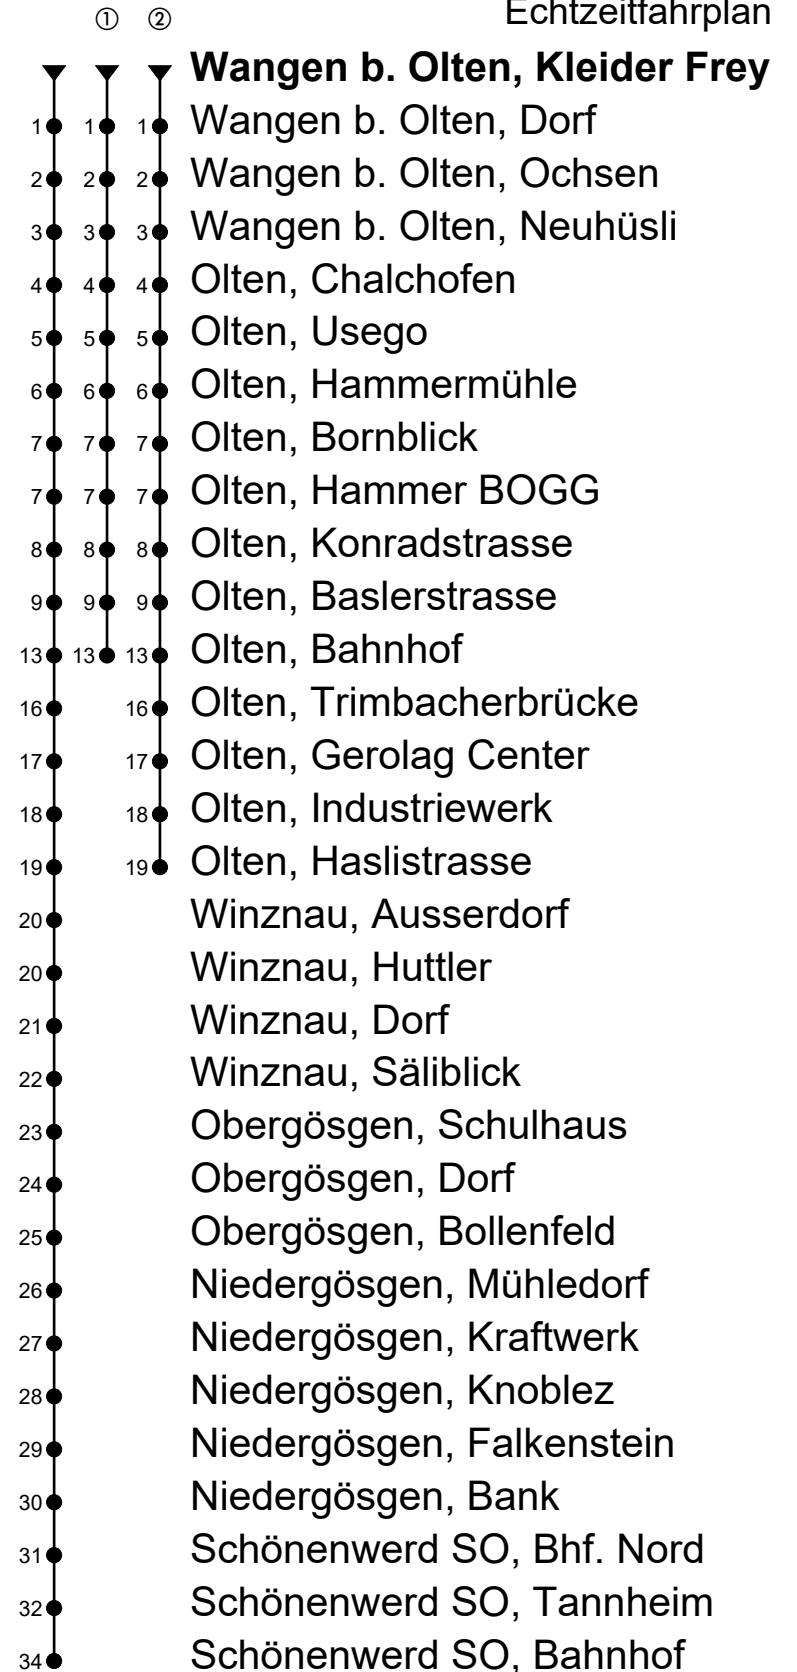 Echtzeitfahrplan
① ②
Wangen b. Olten, Kleider Frey
1 1 1 Wangen b. Olten, Dorf
2 2 2 Wangen b. Olten, Ochsen
3 3 3 Wangen b. Olten, Neuhüsli
4 4 4 Olten, Chalchofen
5 5 5 Olten, Usego
6 6 6 Olten, Hammermühle
7 7 7 Olten, Bornblick
7 7 7 Olten, Hammer BOGG
8 8 8 Olten, Konradstrasse
9 9 9 Olten, Baslerstrasse
13 13 13 Olten, Bahnhof
16 16 Olten, Trimbacherbrücke
17 17 Olten, Gerolag Center
18 18 Olten, Industriewerk
19 19 Olten, Haslistrasse
20 Winznau, Ausserdorf
20 Winznau, Huttler
21 Winznau, Dorf
22 Winznau, Säliblick
23 Obergösgen, Schulhaus
24 Obergösgen, Dorf
25 Obergösgen, Bollenfeld
26 Niedergösgen, Mühledorf
27 Niedergösgen, Kraftwerk
28 Niedergösgen, Knoblez
29 Niedergösgen, Falkenstein
30 Niedergösgen, Bank
31 Schönenwerd SO, Bhf. Nord
32 Schönenwerd SO, Tannheim
34 Schönenwerd SO, Bahnhof